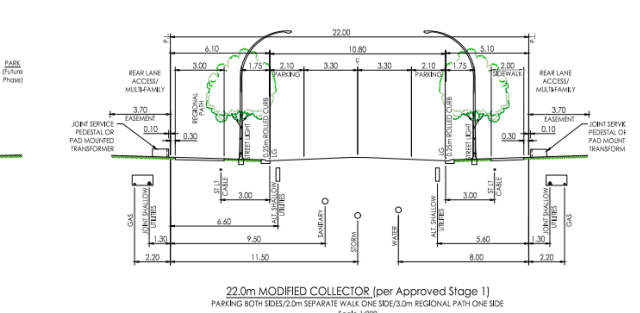 PARK
(Future
Phase)
22.00
6.10
10.80
5.10
3.00
1.75
2.10
3.30
3.30
2.10
1.75
2.00
PARKING
PARKING
SIDEWALK
REAR LANE
ACCESS/
MULTI-FAMILY
REAR LANE
ACCESS/
MULTI-FAMILY
3.70
EASEMENT
3.70
EASEMENT
REGIONAL
PATH
STREET LIGHT
0.25m ROLLED CURB
LG
0.25m ROLLED CURB
LG
STREET LIGHT
JOINT SERVICE
PEDESTAL OR
PAD MOUNTED
TRANSFORMER
0.10
0.30
0.30
0.10
JOINT SERVIC
PEDESTAL OR
PAD MOUNT
TRANSFORM
GAS
JOINT SHALLOW
UTILITIES
ST LT
CABLE
3.00
ALT. SHALLOW
UTILITIES
SANITARY
STORM
WATER
ALT. SHALLOW
UTILITIES
ST LT
CABLE
3.00
JOINT SHALLOW
UTILITIES
GAS
6.60
1.30
9.50
5.60
1.30
2.20
11.50
8.00
2.20
22.0m MODIFIED COLLECTOR (per Approved Stage 1)
PARKING BOTH SIDES/2.0m SEPARATE WALK ONE SIDE/3.0m REGIONAL PATH ONE SIDE